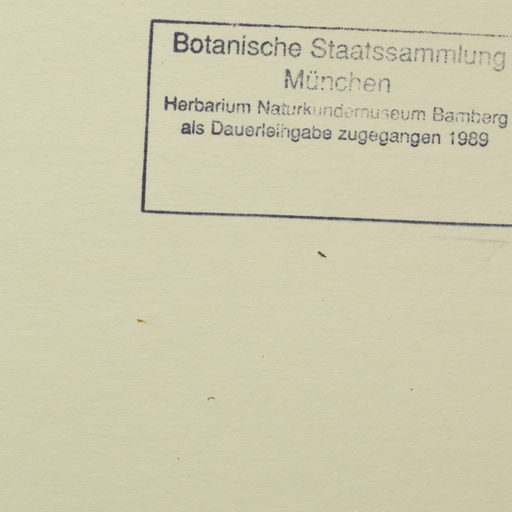 Botanische Staatssammlung
München
Herbarium Naturkundemuseum Bamberg
als Dauerleihgabe zugegangen 1989